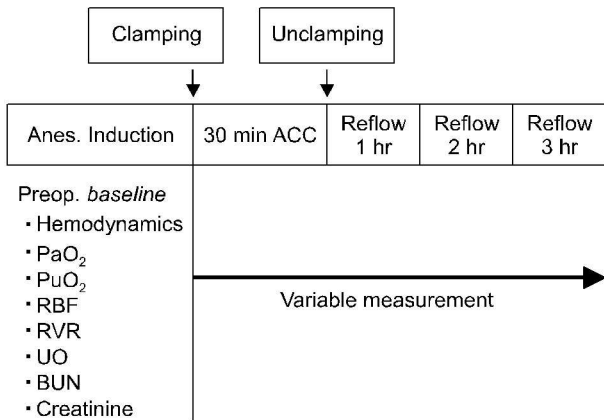 Clamping
Unclamping
Anes. Induction
30 min ACC
Reflow
1 hr
Reflow
2 hr
Reflow
3 hr
Preop. baseline
· Hemodynamics
· PaO₂
· PuO₂
· RBF
· RVR
· UO
· BUN
· Creatinine
Variable measurement